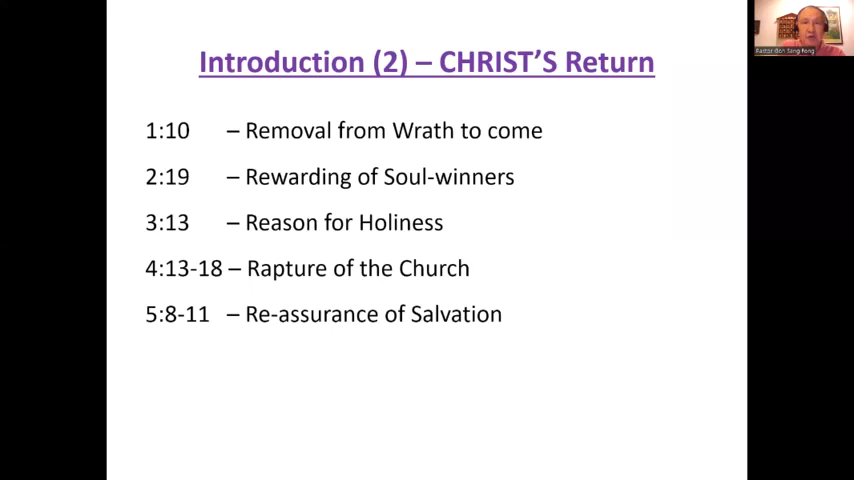 Introduction (2) – CHRIST’S Return
1:10 – Removal from Wrath to come
2:19 – Rewarding of Soul-winners
3:13 – Reason for Holiness
4:13-18 – Rapture of the Church
5:8-11 – Re-assurance of Salvation